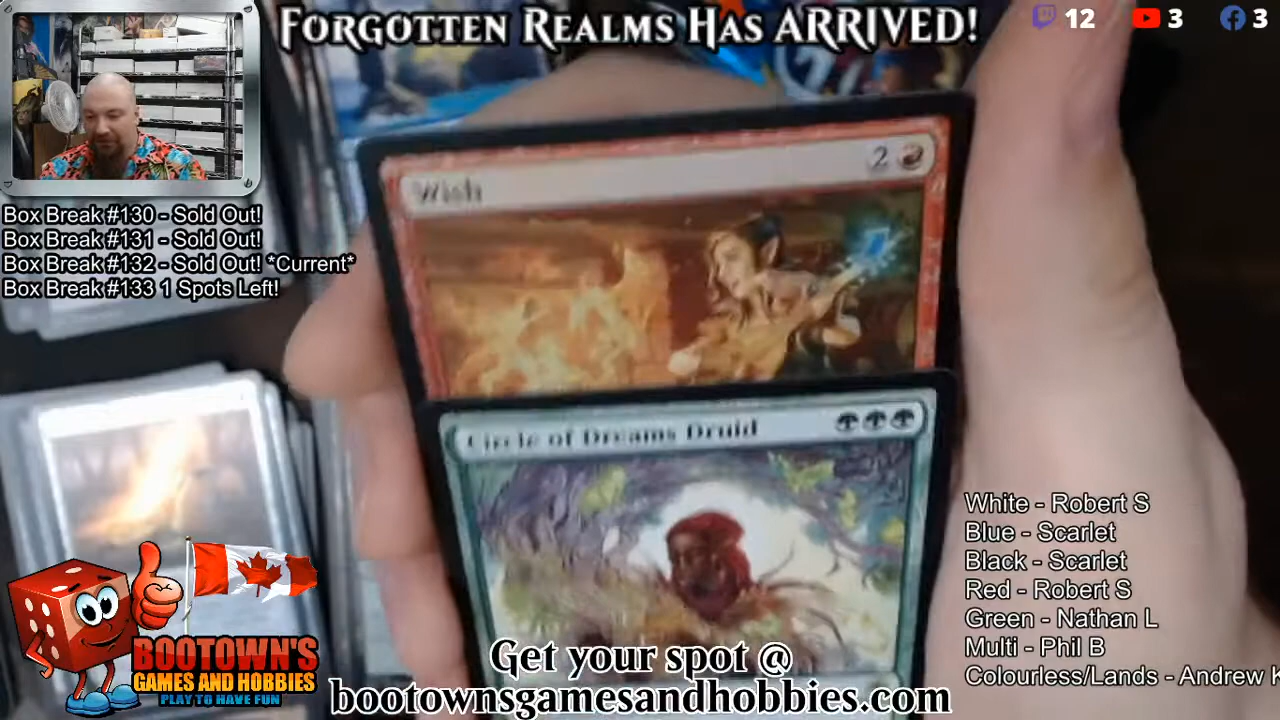 FORGOTTEN REALMS HAS ARRIVED!
12 3 3
Box Break #130 - Sold Out!
Box Break #131 - Sold Out!
Box Break #132 - Sold Out! *Current*
Box Break #133 1 Spots Left!
Wish 2
Circle of Dreams Druid
White - Robert S
Blue - Scarlet
Black - Scarlet
Red - Robert S
Green - Nathan L
Multi - Phil B
Colourless/Lands - Andrew K
BOOTOWN'S
GAMES AND HOBBIES
PLAY TO HAVE FUN
Get your spot @
bootownsgamesandhobbies.com